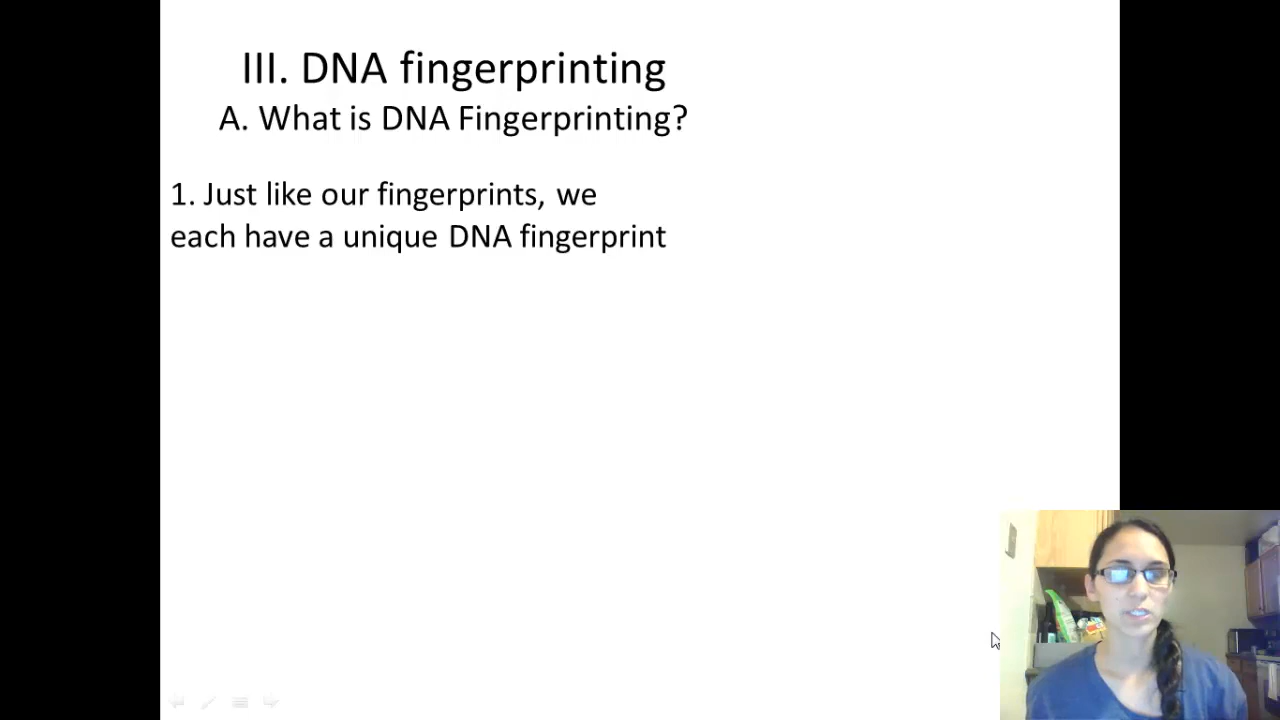 III. DNA fingerprinting
A. What is DNA Fingerprinting?
1. Just like our fingerprints, we
each have a unique DNA fingerprint